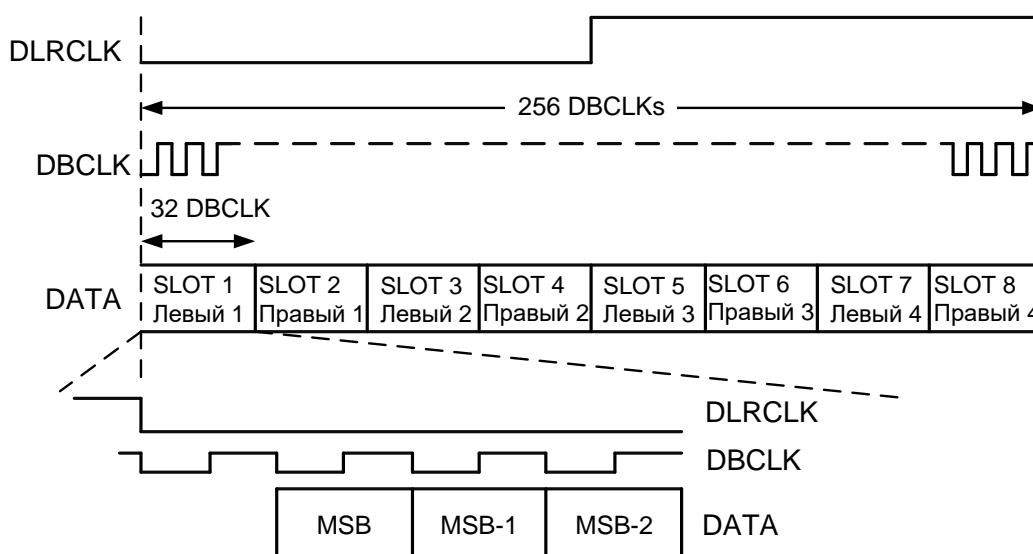 DLRCLK
256 DBCLKs
DBCLK
32 DBCLK
DATA
SLOT 1
Левый 1
SLOT 2
Правый 1
SLOT 3
Левый 2
SLOT 4
Правый 2
SLOT 5
Левый 3
SLOT 6
Правый 3
SLOT 7
Левый 4
SLOT 8
Правый 4
DLRCLK
DBCLK
MSB
MSB-1
MSB-2
DATA